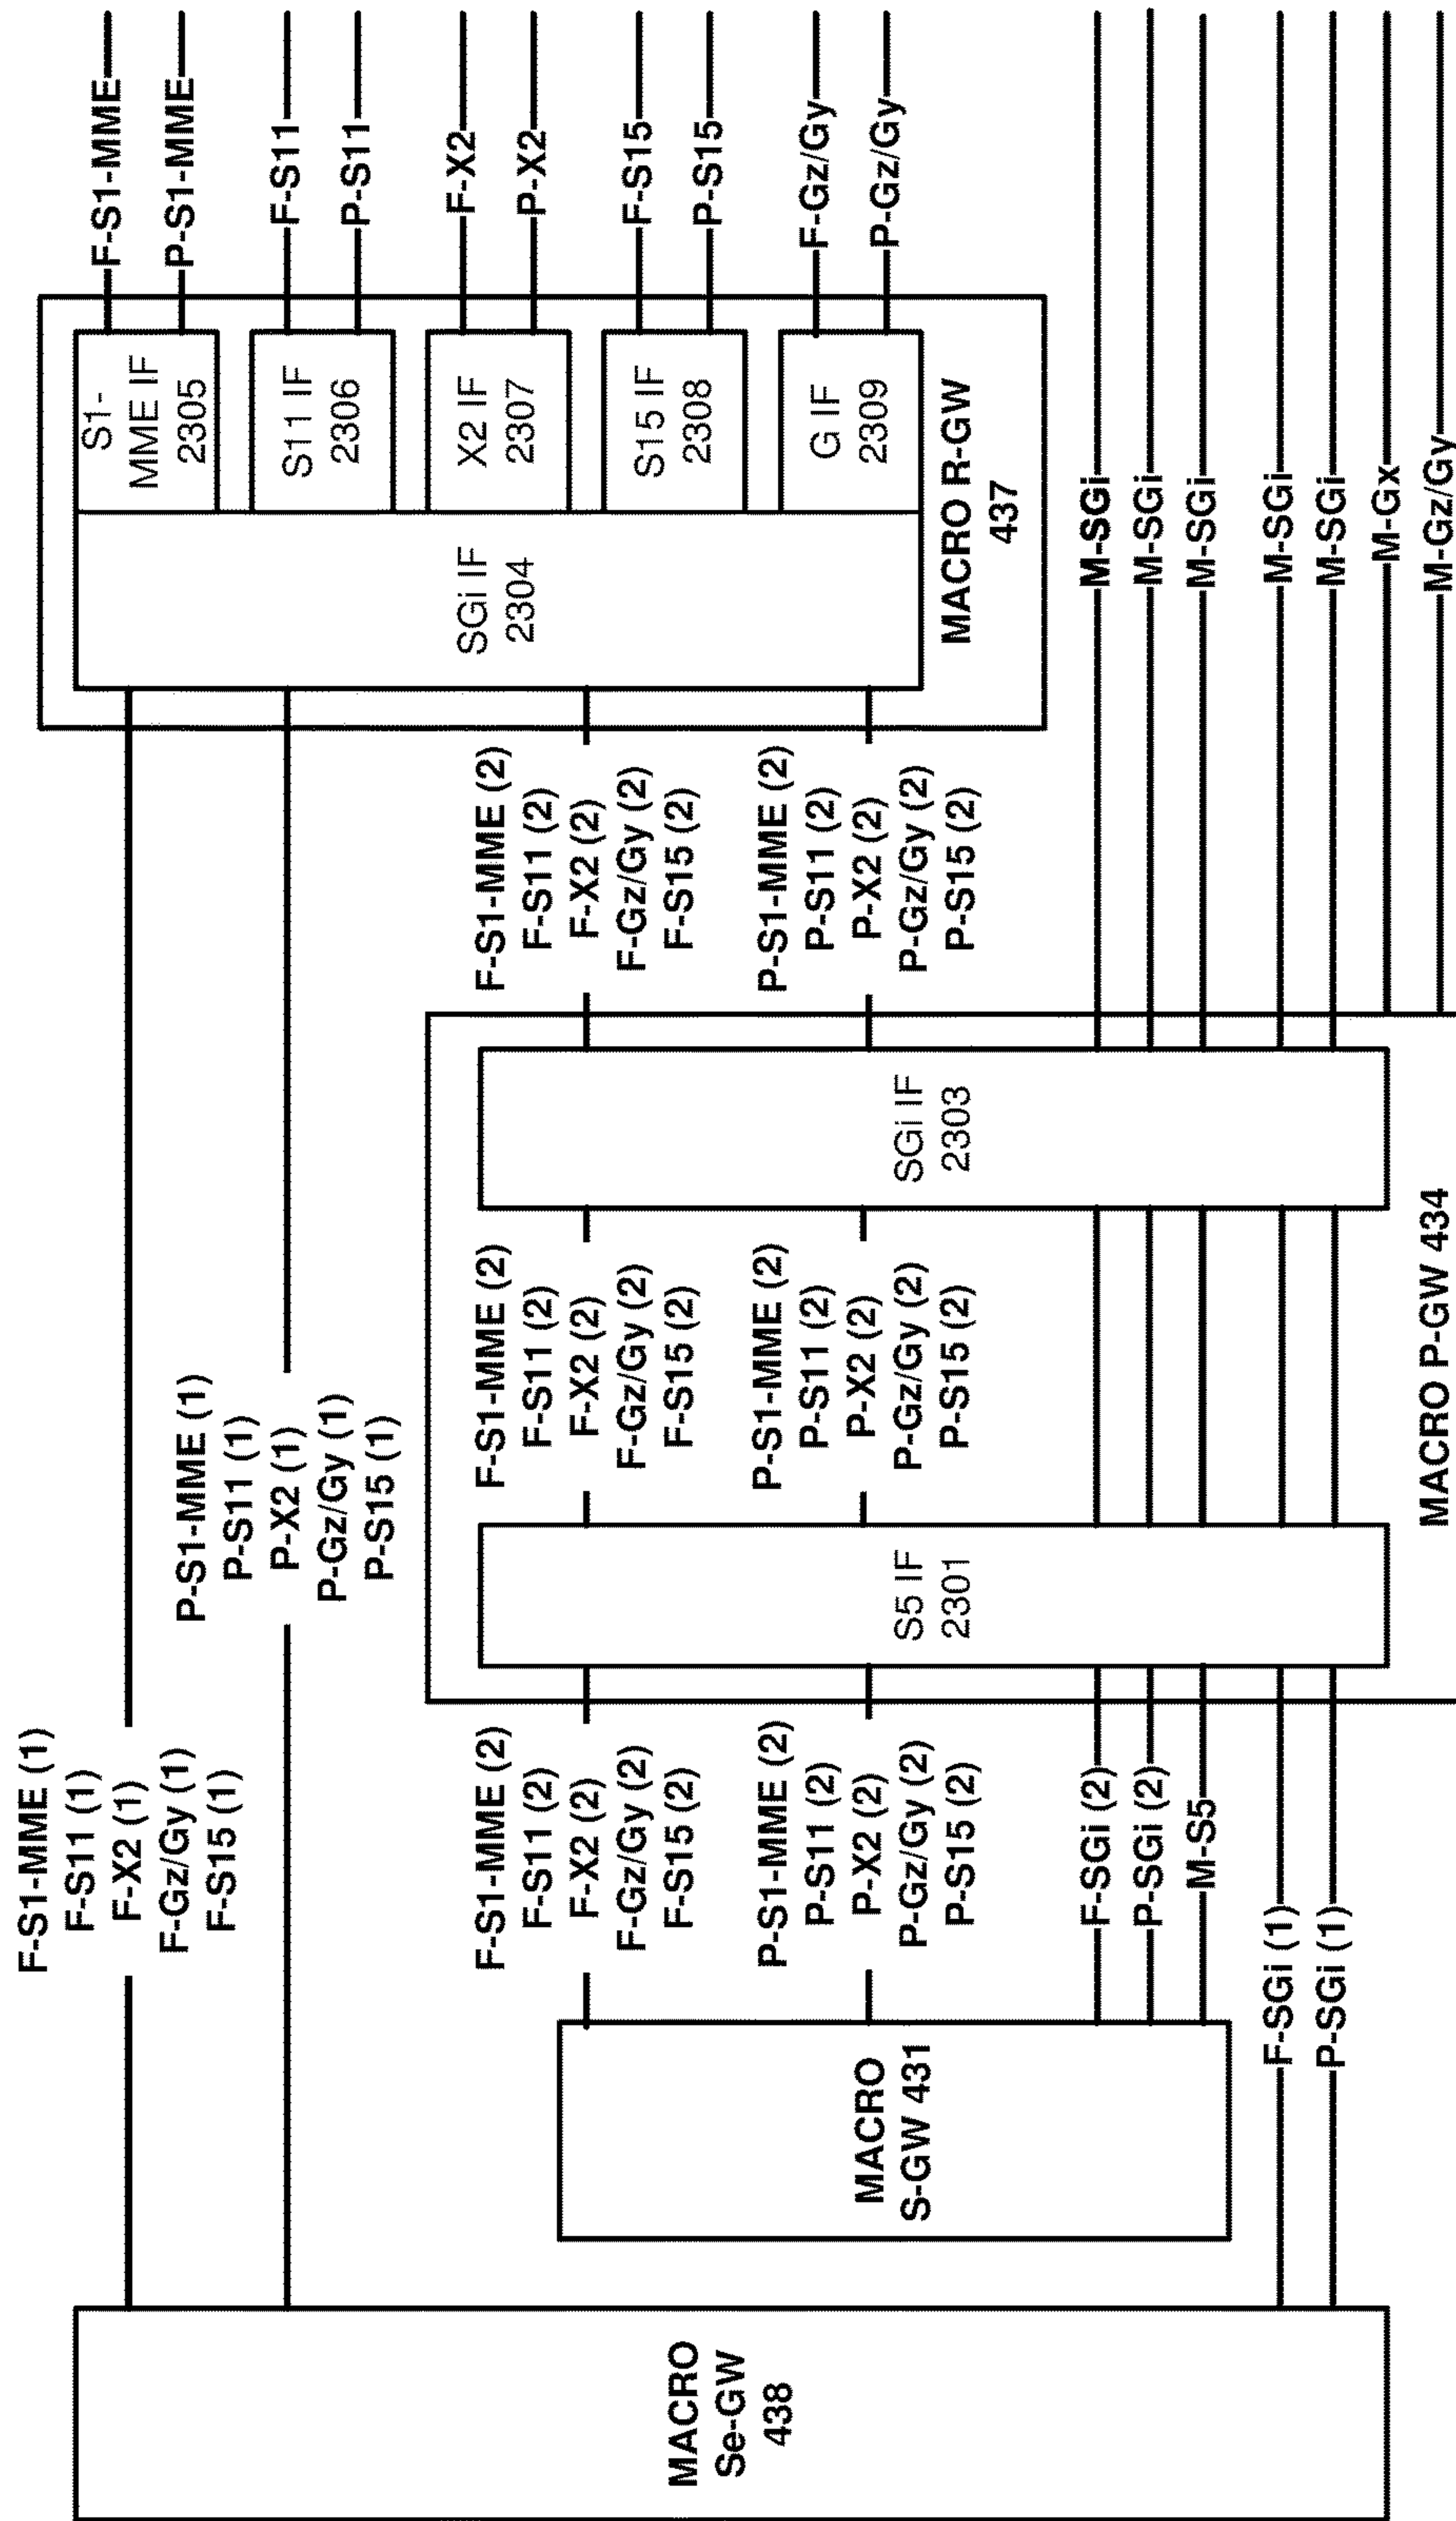 F-S1-MME (1)
F-S11 (1)
F-X2 (1)
F-Gz/Gy (1)
F-S15 (1)
P-S1-MME (1)
P-S11 (1)
P-X2 (1)
P-Gz/Gy (1)
P-S15 (1)
MACRO
Se-GW
438
MACRO
S-GW 431
F-S1-MME (2)
F-S11 (2)
F-X2 (2)
F-Gz/Gy (2)
F-S15 (2)
P-S1-MME (2)
P-S11 (2)
P-X2 (2)
P-Gz/Gy (2)
P-S15 (2)
F-SGi (2)
P-SGi (2)
M-S5
F-SGi (1)
P-SGi (1)
S5 IF
2301
F-S1-MME (2)
F-S11 (2)
F-X2 (2)
F-Gz/Gy (2)
F-S15 (2)
P-S1-MME (2)
P-S11 (2)
P-X2 (2)
P-Gz/Gy (2)
P-S15 (2)
SGi IF
2303
MACRO P-GW 434
F-S1-MME (2)
F-S11 (2)
F-X2 (2)
F-Gz/Gy (2)
F-S15 (2)
P-S1-MME (2)
P-S11 (2)
P-X2 (2)
P-Gz/Gy (2)
P-S15 (2)
SGi IF
2304
S1-
MME IF
2305
S11 IF
2306
X2 IF
2307
S15 IF
2308
G IF
2309
MACRO R-GW
437
F-S1-MME
P-S1-MME
F-S11
P-S11
F-X2
P-X2
F-S15
P-S15
F-Gz/Gy
P-Gz/Gy
M-SGi
M-SGi
M-SGi
M-SGi
M-SGi
M-Gx
M-Gz/Gy